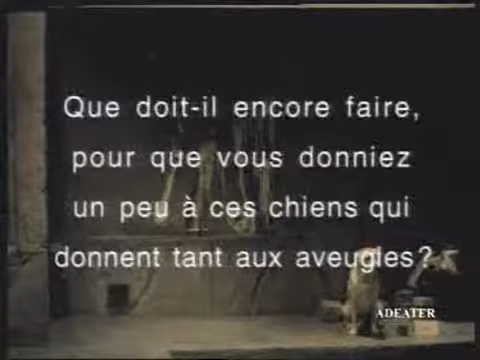 Que doit-il encore faire,
pour que vous donniez
un peu à ces chiens qui
donnent tant aux aveugles?
ADEATER